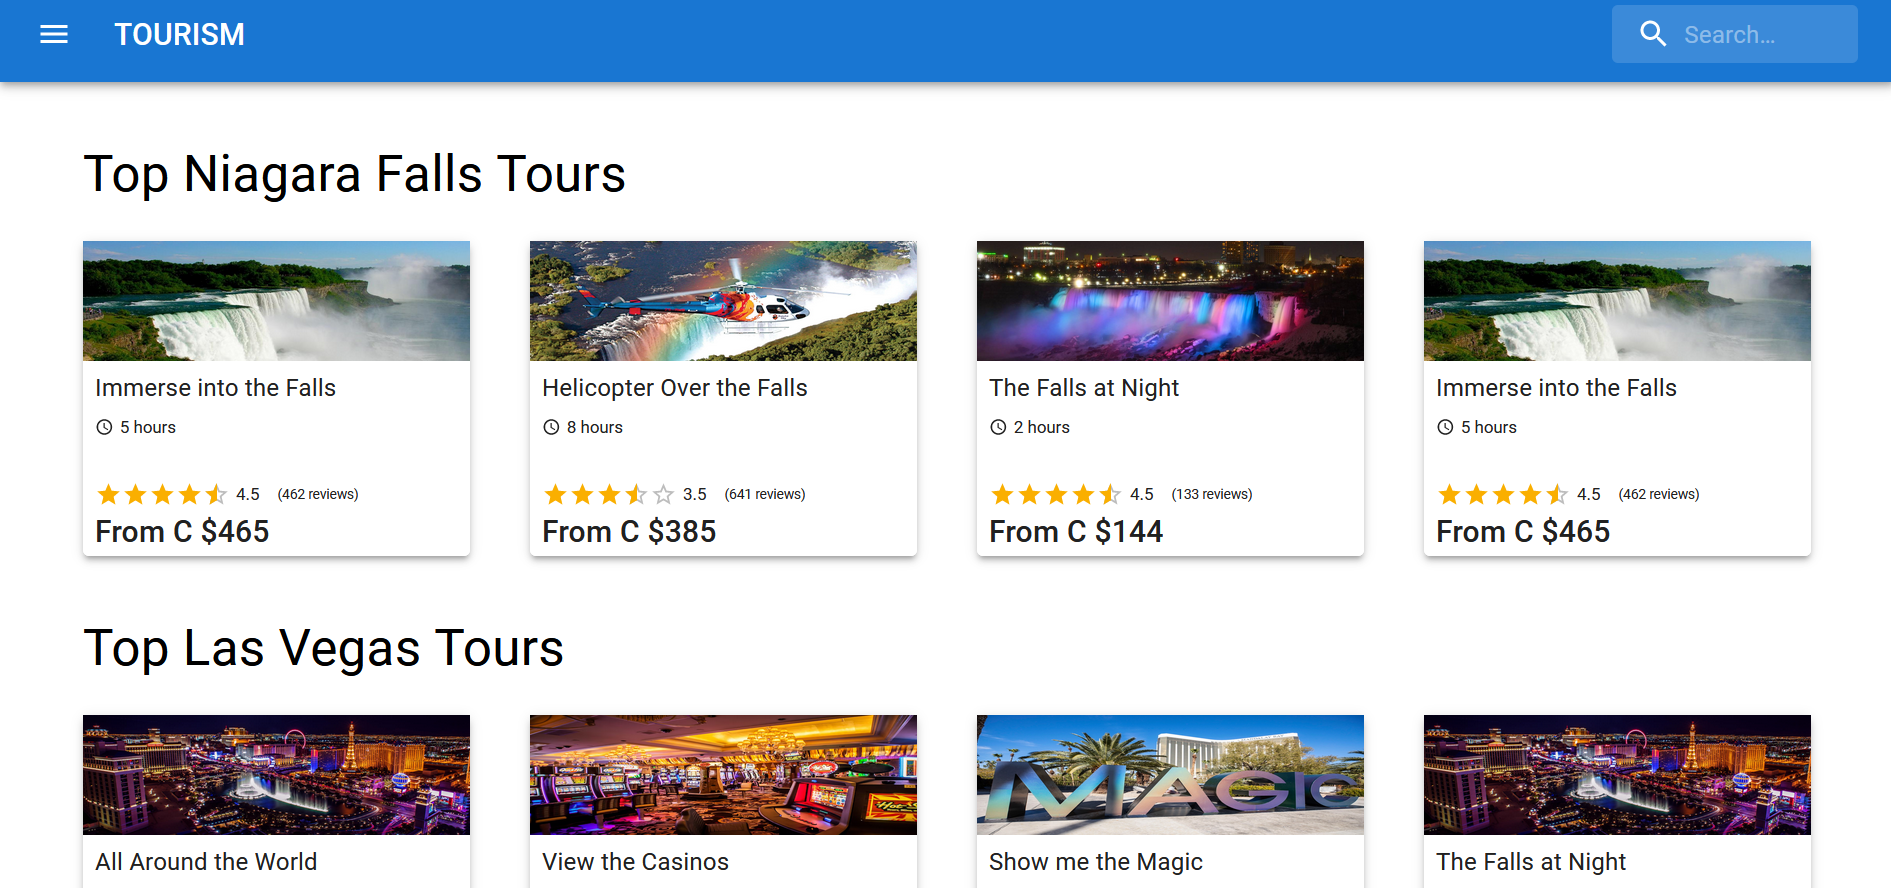 TOURISM
Search…
Top Niagara Falls Tours
Immerse into the Falls
5 hours
4.5 (462 reviews)
From C $465
Helicopter Over the Falls
8 hours
3.5 (641 reviews)
From C $385
The Falls at Night
2 hours
4.5 (133 reviews)
From C $144
Immerse into the Falls
5 hours
4.5 (462 reviews)
From C $465
Top Las Vegas Tours
All Around the World
View the Casinos
MAGIC
Show me the Magic
The Falls at Night